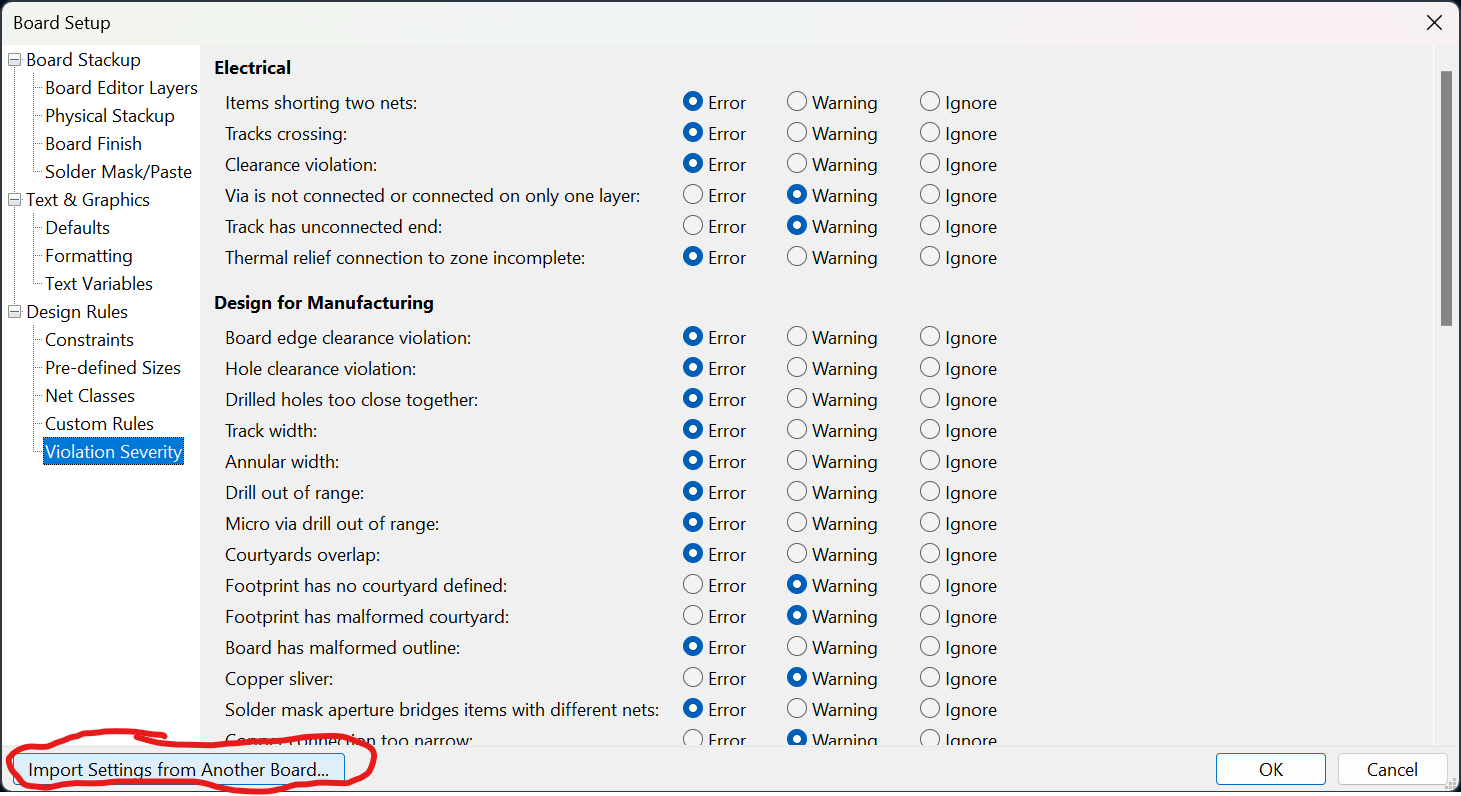 Board Setup
Board Stackup
Board Editor Layers
Physical Stackup
Board Finish
Solder Mask/Paste
Text & Graphics
Defaults
Formatting
Text Variables
Design Rules
Constraints
Pre-defined Sizes
Net Classes
Custom Rules
Violation Severity
Electrical
Items shorting two nets: Error Warning Ignore
Tracks crossing: Error Warning Ignore
Clearance violation: Error Warning Ignore
Via is not connected or connected on only one layer: Error Warning Ignore
Track has unconnected end: Error Warning Ignore
Thermal relief connection to zone incomplete: Error Warning Ignore
Design for Manufacturing
Board edge clearance violation: Error Warning Ignore
Hole clearance violation: Error Warning Ignore
Drilled holes too close together: Error Warning Ignore
Track width: Error Warning Ignore
Annular width: Error Warning Ignore
Drill out of range: Error Warning Ignore
Micro via drill out of range: Error Warning Ignore
Courtyards overlap: Error Warning Ignore
Footprint has no courtyard defined: Error Warning Ignore
Footprint has malformed courtyard: Error Warning Ignore
Board has malformed outline: Error Warning Ignore
Copper sliver: Error Warning Ignore
Solder mask aperture bridges items with different nets: Error Warning Ignore
Copper connection too narrow: Error Warning Ignore
Import Settings from Another Board... OK Cancel